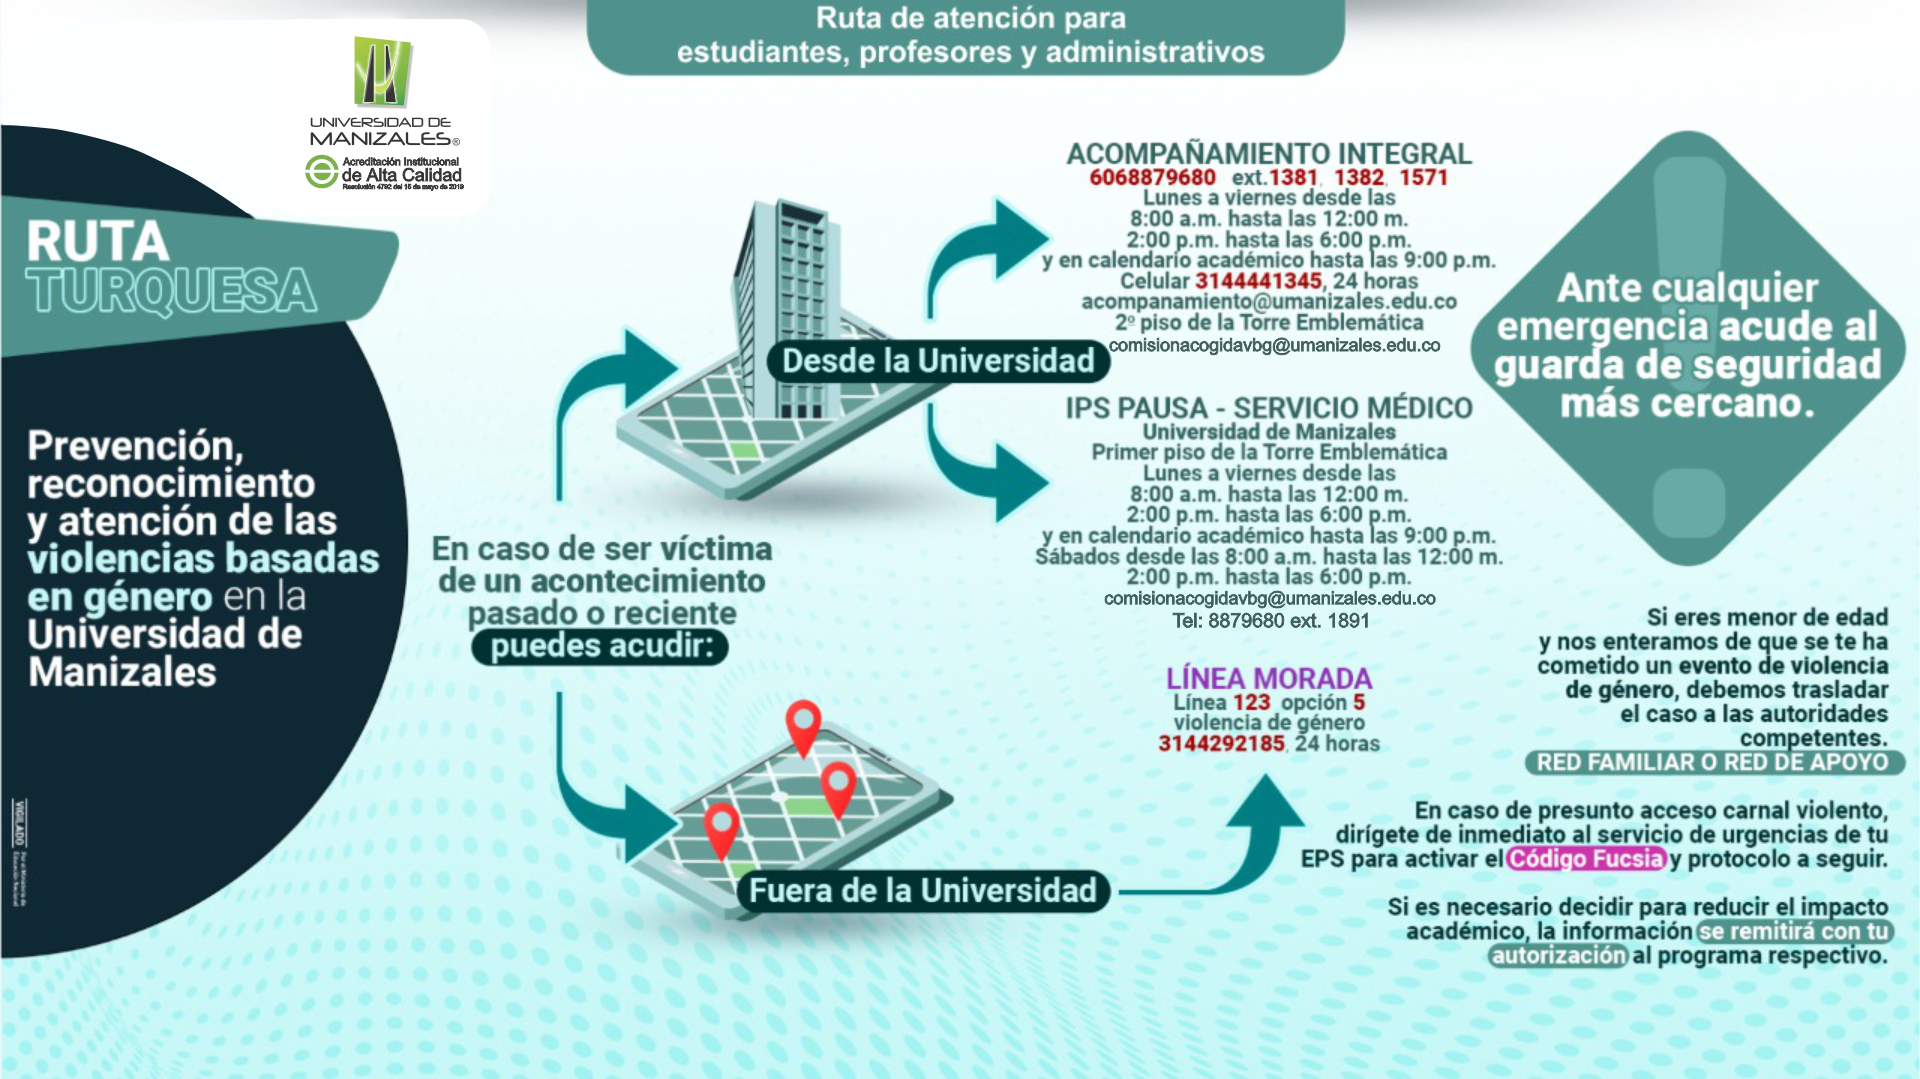 Ruta de atención para
estudiantes, profesores y administrativos
UNIVERSIDAD DE
MANIZALES®
Acreditación Institucional
de Alta Calidad
Resolución 4792 del 15 de mayo de 2019
RUTA
TURQUESA
Prevención,
reconocimiento
y atención de las
violencias basadas
en género en la
Universidad de
Manizales
VIGILADO
En caso de ser víctima
de un acontecimiento
pasado o reciente
puedes acudir:
Desde la Universidad
ACOMPAÑAMIENTO INTEGRAL
6068879680 ext.1381, 1382, 1571
Lunes a viernes desde las
8:00 a.m. hasta las 12:00 m.
2:00 p.m. hasta las 6:00 p.m.
y en calendario académico hasta las 9:00 p.m.
Celular 3144441345, 24 horas
acompanamiento@umanizales.edu.co
2º piso de la Torre Emblemática
comisionacogidavbg@umanizales.edu.co
IPS PAUSA - SERVICIO MÉDICO
Universidad de Manizales
Primer piso de la Torre Emblemática
Lunes a viernes desde las
8:00 a.m. hasta las 12:00 m.
2:00 p.m. hasta las 6:00 p.m.
y en calendario académico hasta las 9:00 p.m.
Sábados desde las 8:00 a.m. hasta las 12:00 m.
2:00 p.m. hasta las 6:00 p.m.
comisionacogidavbg@umanizales.edu.co
Tel: 8879680 ext. 1891
Fuera de la Universidad
LÍNEA MORADA
Línea 123 opción 5
violencia de género
3144292185, 24 horas
Ante cualquier
emergencia acude al
guarda de seguridad
más cercano.
Si eres menor de edad
y nos enteramos de que se te ha
cometido un evento de violencia
de género, debemos trasladar
el caso a las autoridades
competentes.
RED FAMILIAR O RED DE APOYO
En caso de presunto acceso carnal violento,
dirígete de inmediato al servicio de urgencias de tu
EPS para activar el Código Fucsia y protocolo a seguir.
Si es necesario decidir para reducir el impacto
académico, la información se remitirá con tu
autorización al programa respectivo.